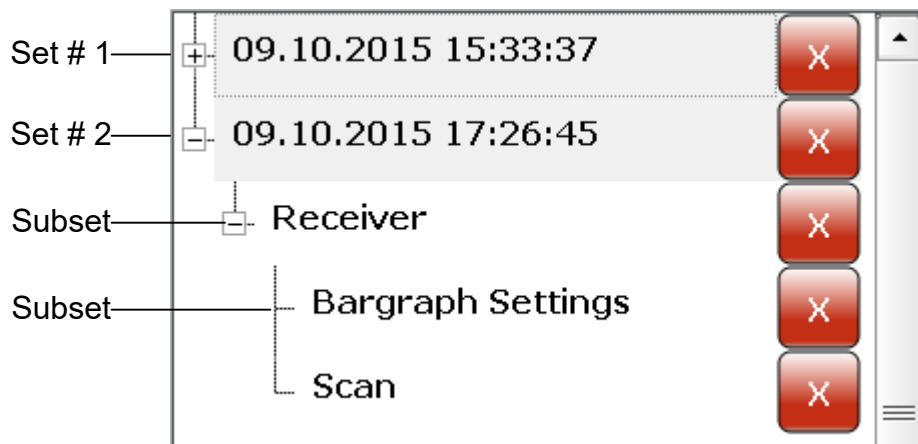 Set # 1 09.10.2015 15:33:37 X
Set # 2 09.10.2015 17:26:45 X
Subset Receiver X
Subset Bargraph Settings X
Scan X